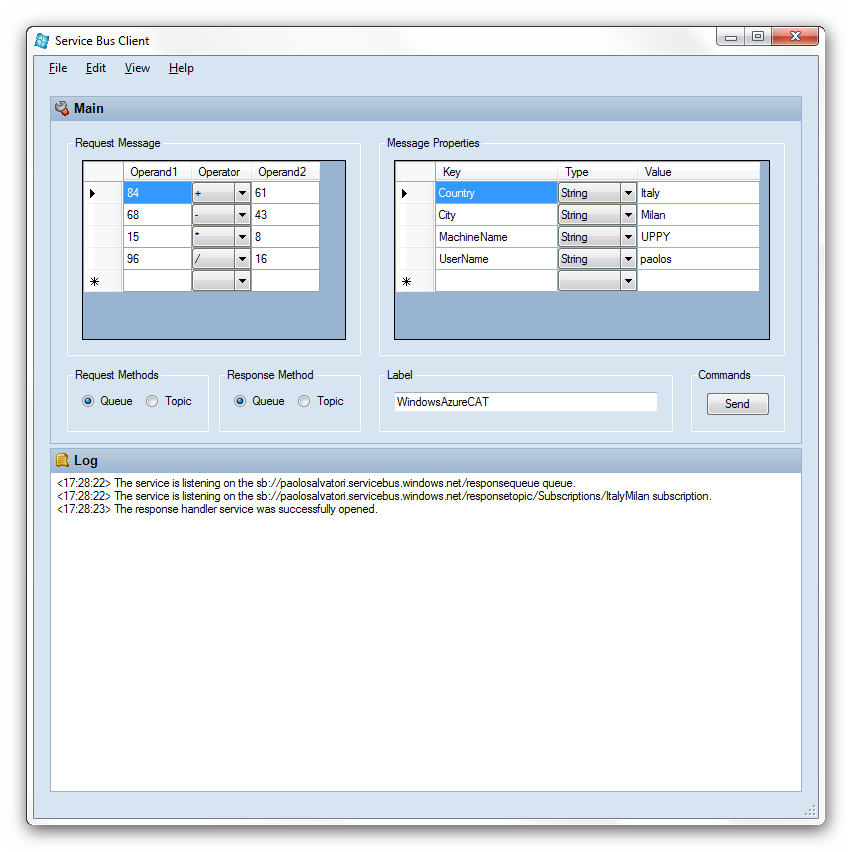 Service Bus Client
File Edit View Help
Main
Request Message
Operand1 Operator Operand2
84 + 61
68 - 43
15 * 8
96 / 16
Message Properties
Key Type Value
Country String Italy
City String Milan
MachineName String UPPY
UserName String paolos
Request Methods
Queue Topic
Response Method
Queue Topic
Label
WindowsAzureCAT
Commands
Send
Log
<17:28:22> The service is listening on the sb://paolosalvatori.servicebus.windows.net/responsequeue queue.
<17:28:22> The service is listening on the sb://paolosalvatori.servicebus.windows.net/responsetopic/Subscriptions/ItalyMilan subscription.
<17:28:23> The response handler service was successfully opened.